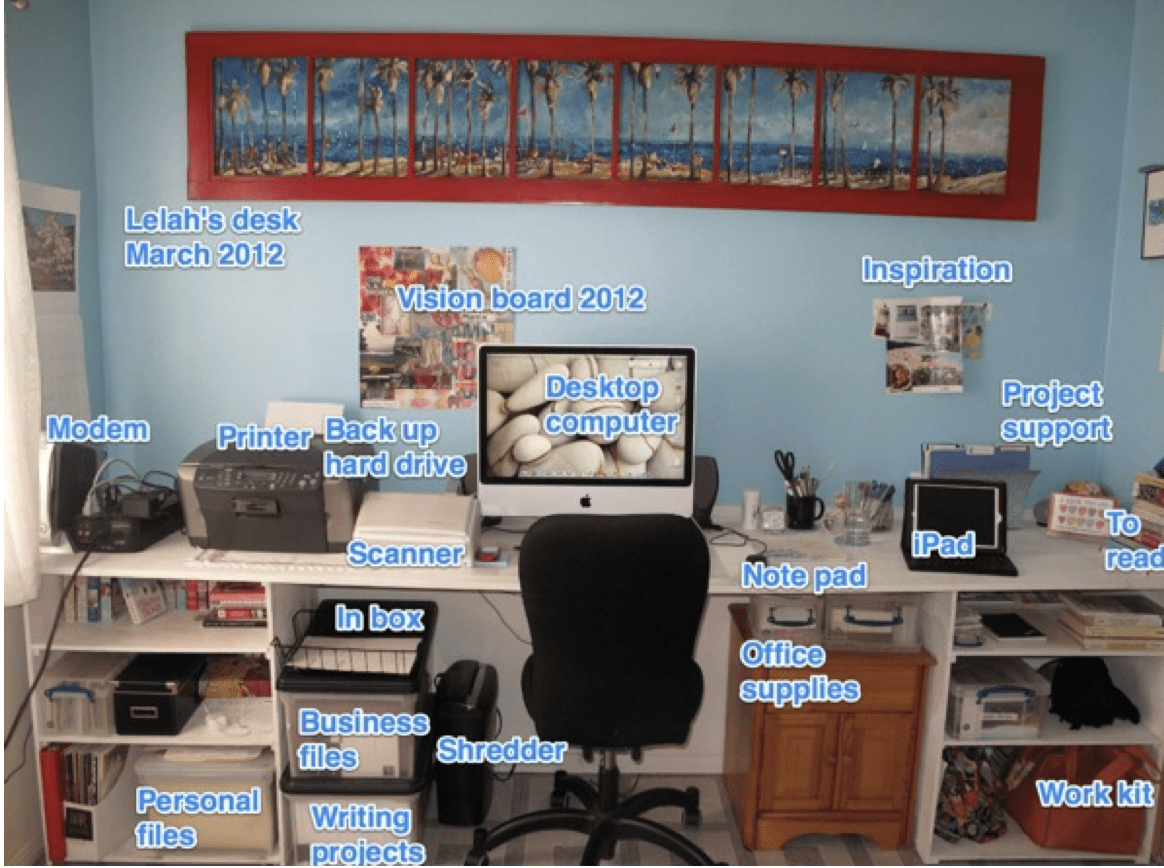 Lelah's desk
March 2012
Vision board 2012
Inspiration
Desktop
computer
Project
support
Modem
Printer
Back up
hard drive
Scanner
iPad
To
read
Note pad
In box
Office
supplies
Business
files
Shredder
Personal
files
Writing
projects
Work kit